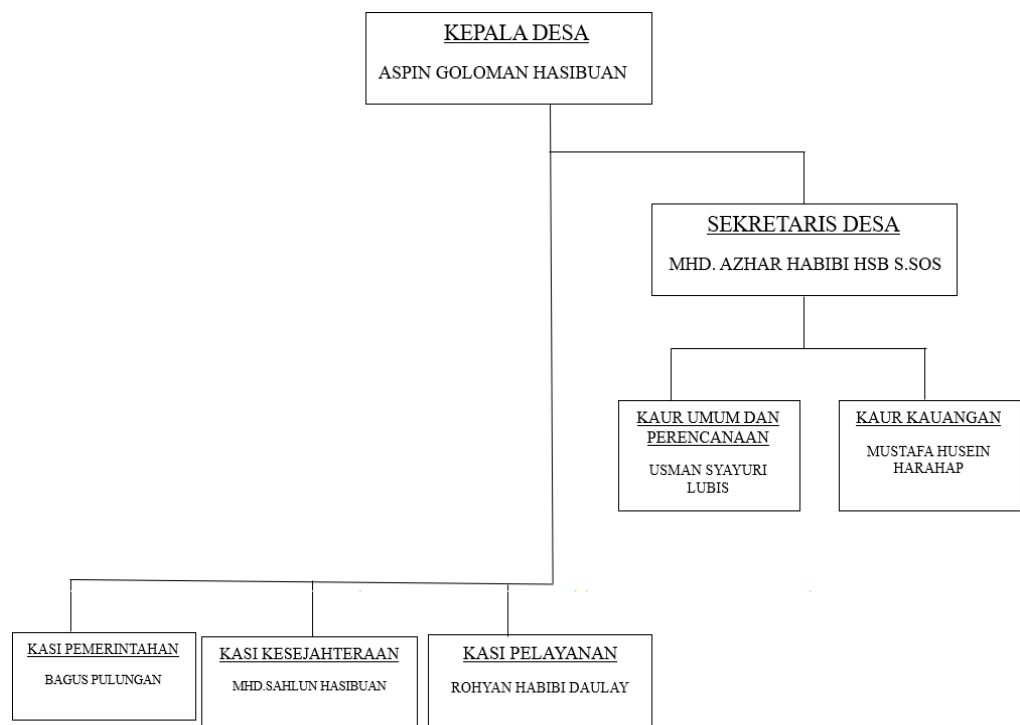 KEPALA DESA
ASPIN GOLOMAN HASIBUAN
SEKRETARIS DESA
MHD. AZHAR HABIBI HSB S.SOS
KAUR UMUM DAN
PERENCANAAN
USMAN SYAYURI
LUBIS
KAUR KAUANGAN
MUSTAFA HUSEIN
HARAHAP
KASI PEMERINTAHAN
BAGUS PULUNGAN
KASI KESEJAHTERAAN
MHD.SAHLUN HASIBUAN
KASI PELAYANAN
ROHYAN HABIBI DAULAY